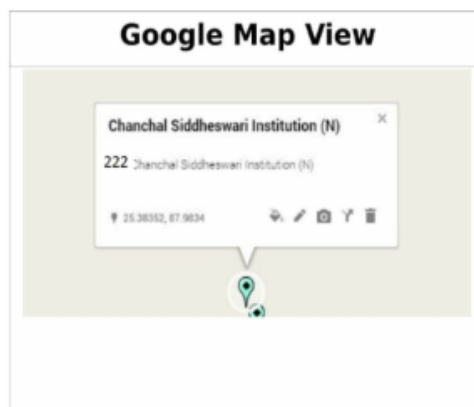 Google Map View
Chanchal Siddheswari Institution (N)
222 Chanchal Siddheswari Institution (N)
25.38352, 87.9834